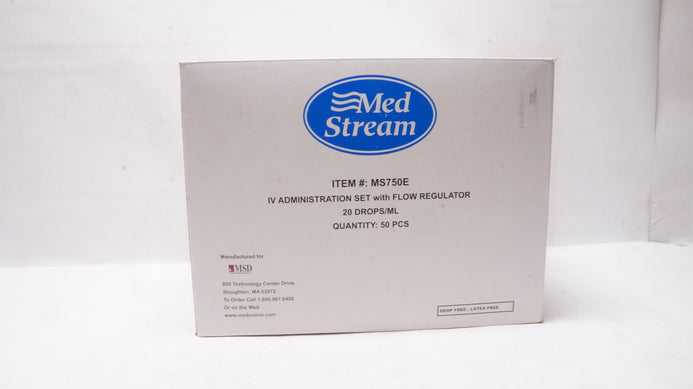 Med
Stream
ITEM #: MS750E
IV ADMINISTRATION SET with FLOW REGULATOR
20 DROPS/ML
QUANTITY: 50 PCS
Manufactured for
MSD
800 Technology Center Drive
Stoughton, MA 02072
To Order Call 1.800.967.6400
Or on the Web
www.msdonline.com
DEHP FREE , LATEX FREE